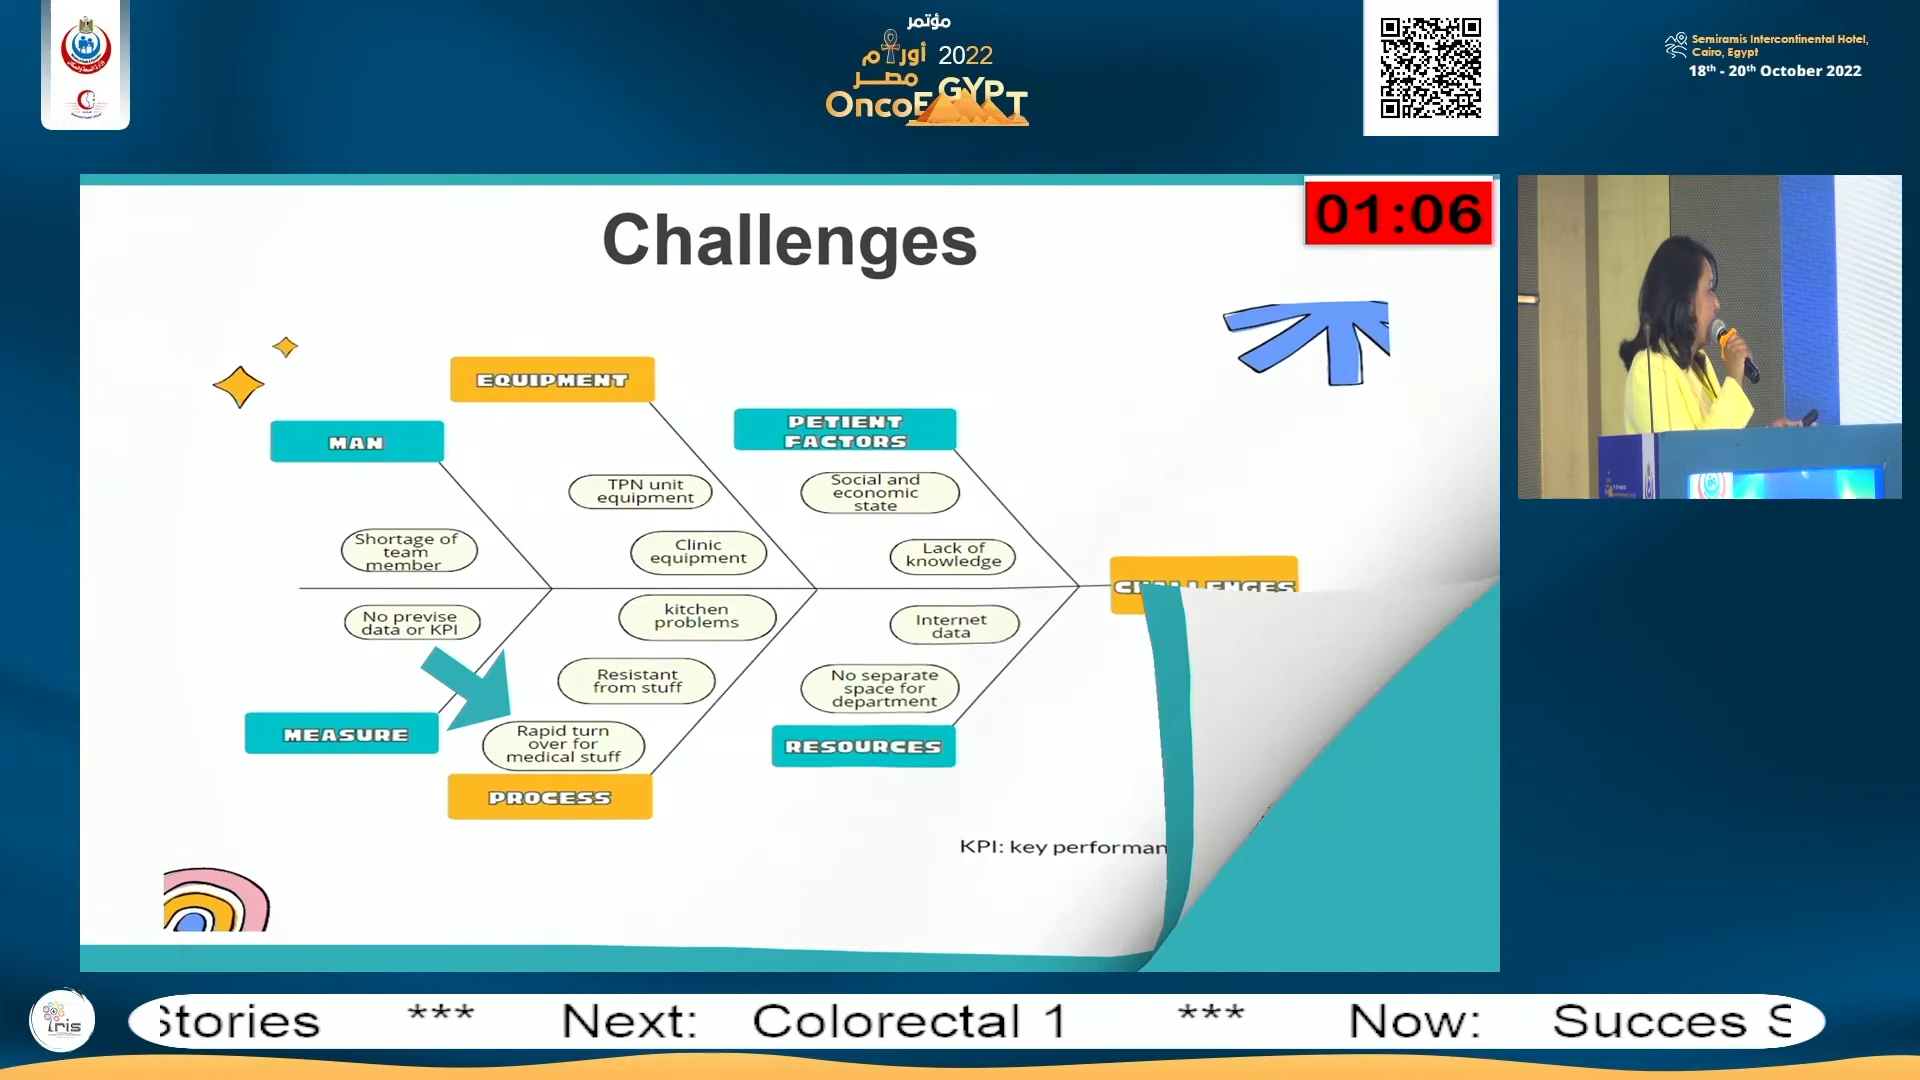 مؤتمر
أورام 2022
مصر
OncoEGYPT
Semiramis Intercontinental Hotel,
Cairo, Egypt
18th - 20th October 2022
01:06
Challenges
EQUIPMENT
MAN
PETIENT
FACTORS
TPN unit
equipment
Social and
economic
state
Shortage of
team
member
Clinic
equipment
Lack of
knowledge
CHALLENGES
No previse
data or KPI
kitchen
problems
Internet
data
Resistant
from stuff
No separate
space for
department
MEASURE
Rapid turn
over for
medical stuff
RESOURCES
PROCESS
KPI: key performan
iris
Stories *** Next: Colorectal 1 *** Now: Succes S